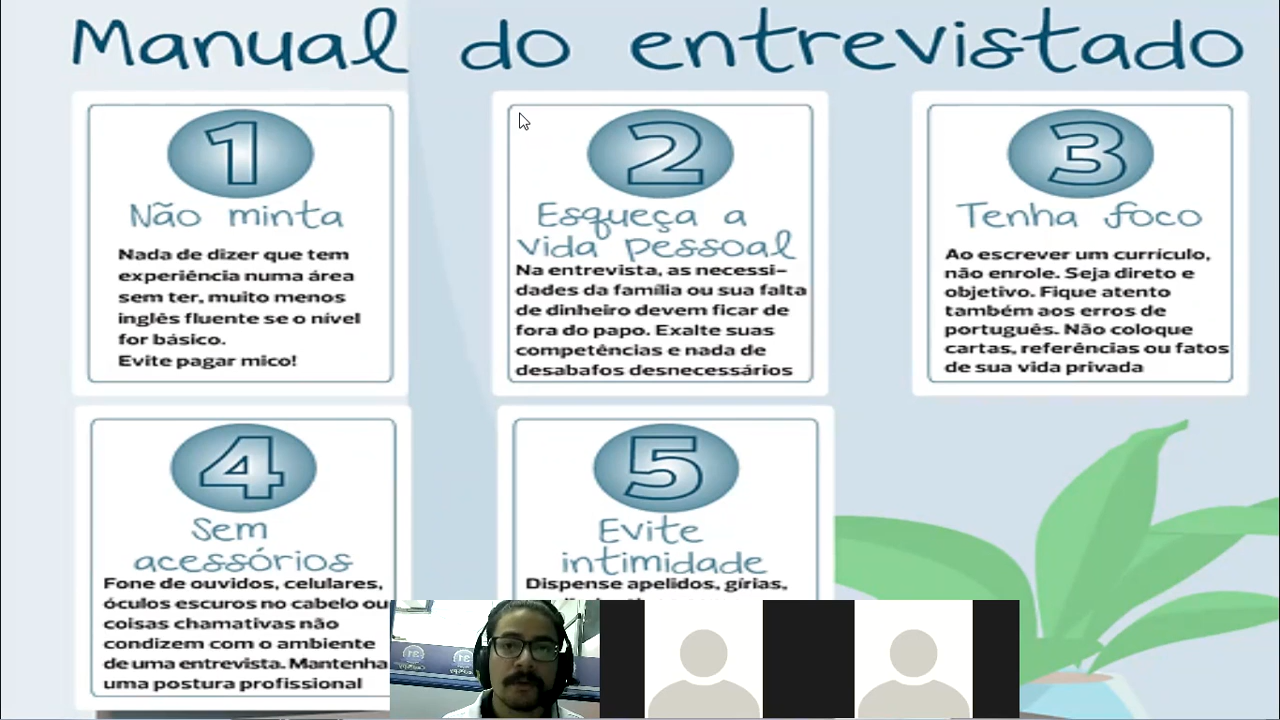 Manual do entrevistado
1
Não minta
Nada de dizer que tem
experiência numa área
sem ter, muito menos
inglês fluente se o nível
for básico.
Evite pagar mico!
2
Esqueça a
vida pessoal
Na entrevista, as necessi-
dades da família ou sua falta
de dinheiro devem ficar de
fora do papo. Exalte suas
competências e nada de
desabafos desnecessários
3
Tenha foco
Ao escrever um currículo,
não enrole. Seja direto e
objetivo. Fique atento
também aos erros de
português. Não coloque
cartas, referências ou fatos
de sua vida privada
4
Sem
acessórios
Fone de ouvidos, celulares,
óculos escuros no cabelo ou
coisas chamativas não
condizem com o ambiente
de uma entrevista. Mantenha
uma postura profissional
5
Evite
intimidade
Dispense apelidos, gírias,